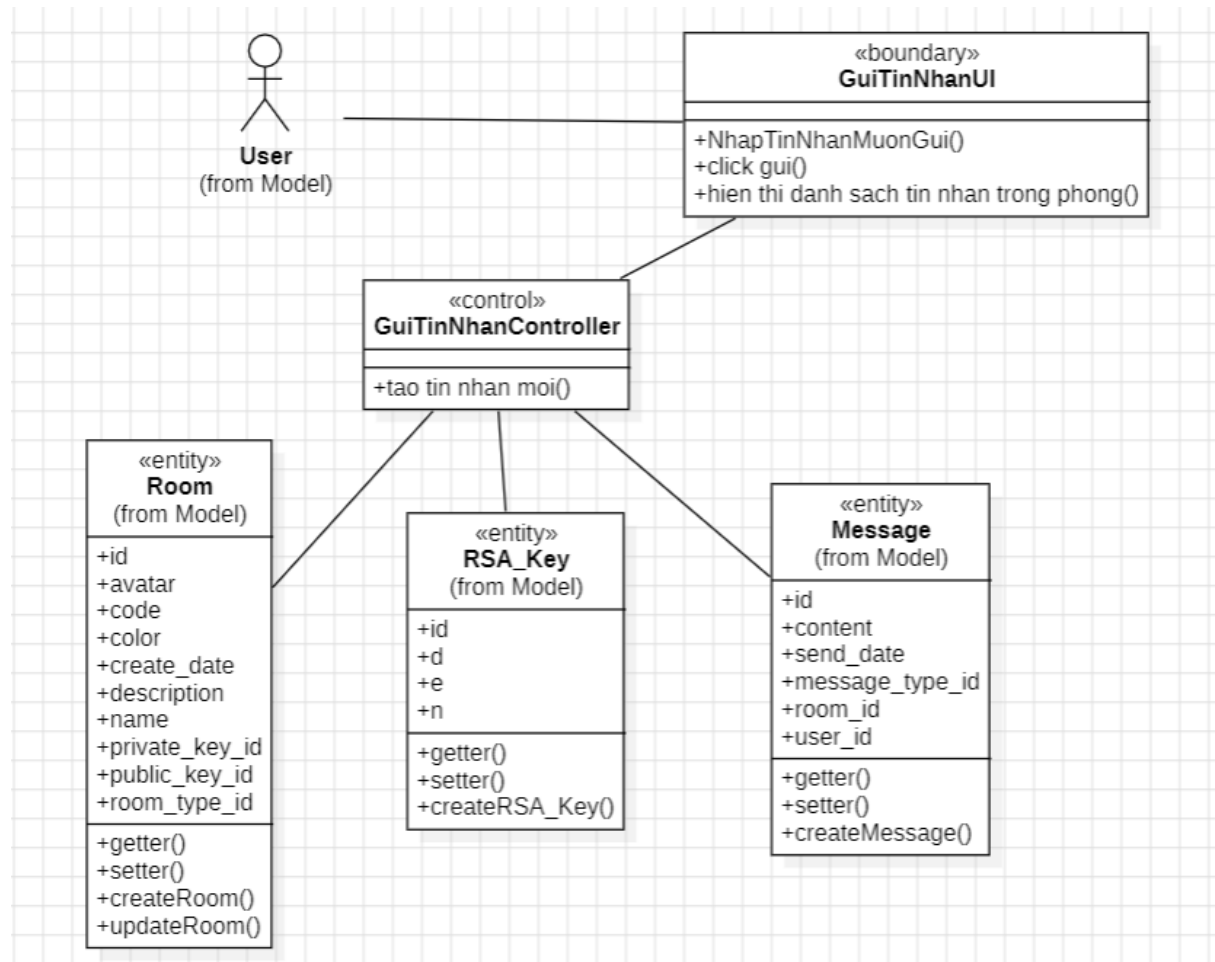 User
(from Model)
«boundary»
GuiTinNhanUI
+NhapTinNhanMuonGui()
+click gui()
+hien thi danh sach tin nhan trong phong()
«control»
GuiTinNhanController
+tao tin nhan moi()
«entity»
Room
(from Model)
+id
+avatar
+code
+color
+create_date
+description
+name
+private_key_id
+public_key_id
+room_type_id
+getter()
+setter()
+createRoom()
+updateRoom()
«entity»
RSA_Key
(from Model)
+id
+d
+e
+n
+getter()
+setter()
+createRSA_Key()
«entity»
Message
(from Model)
+id
+content
+send_date
+message_type_id
+room_id
+user_id
+getter()
+setter()
+createMessage()